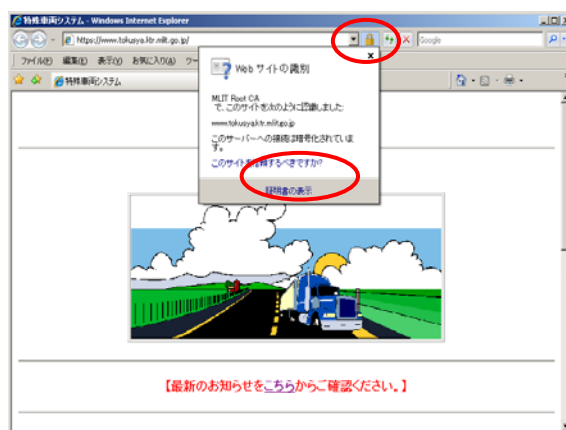 特殊車両システム - Windows Internet Explorer
https://www.tokusya.ktr.mlit.go.jp/
Google
ファイル(F) 編集(E) 表示(V) お気に入り(A) ツー
特殊車両システム
Web サイトの識別
MLIT Root CA
で、このサイトを次のように認識しました:
www.tokusya.ktr.mlit.go.jp
このサーバーへの接続は暗号化されていま
す。
このサイトを信頼するべきですか?
証明書の表示
【最新のお知らせをこちらからご確認ください。】